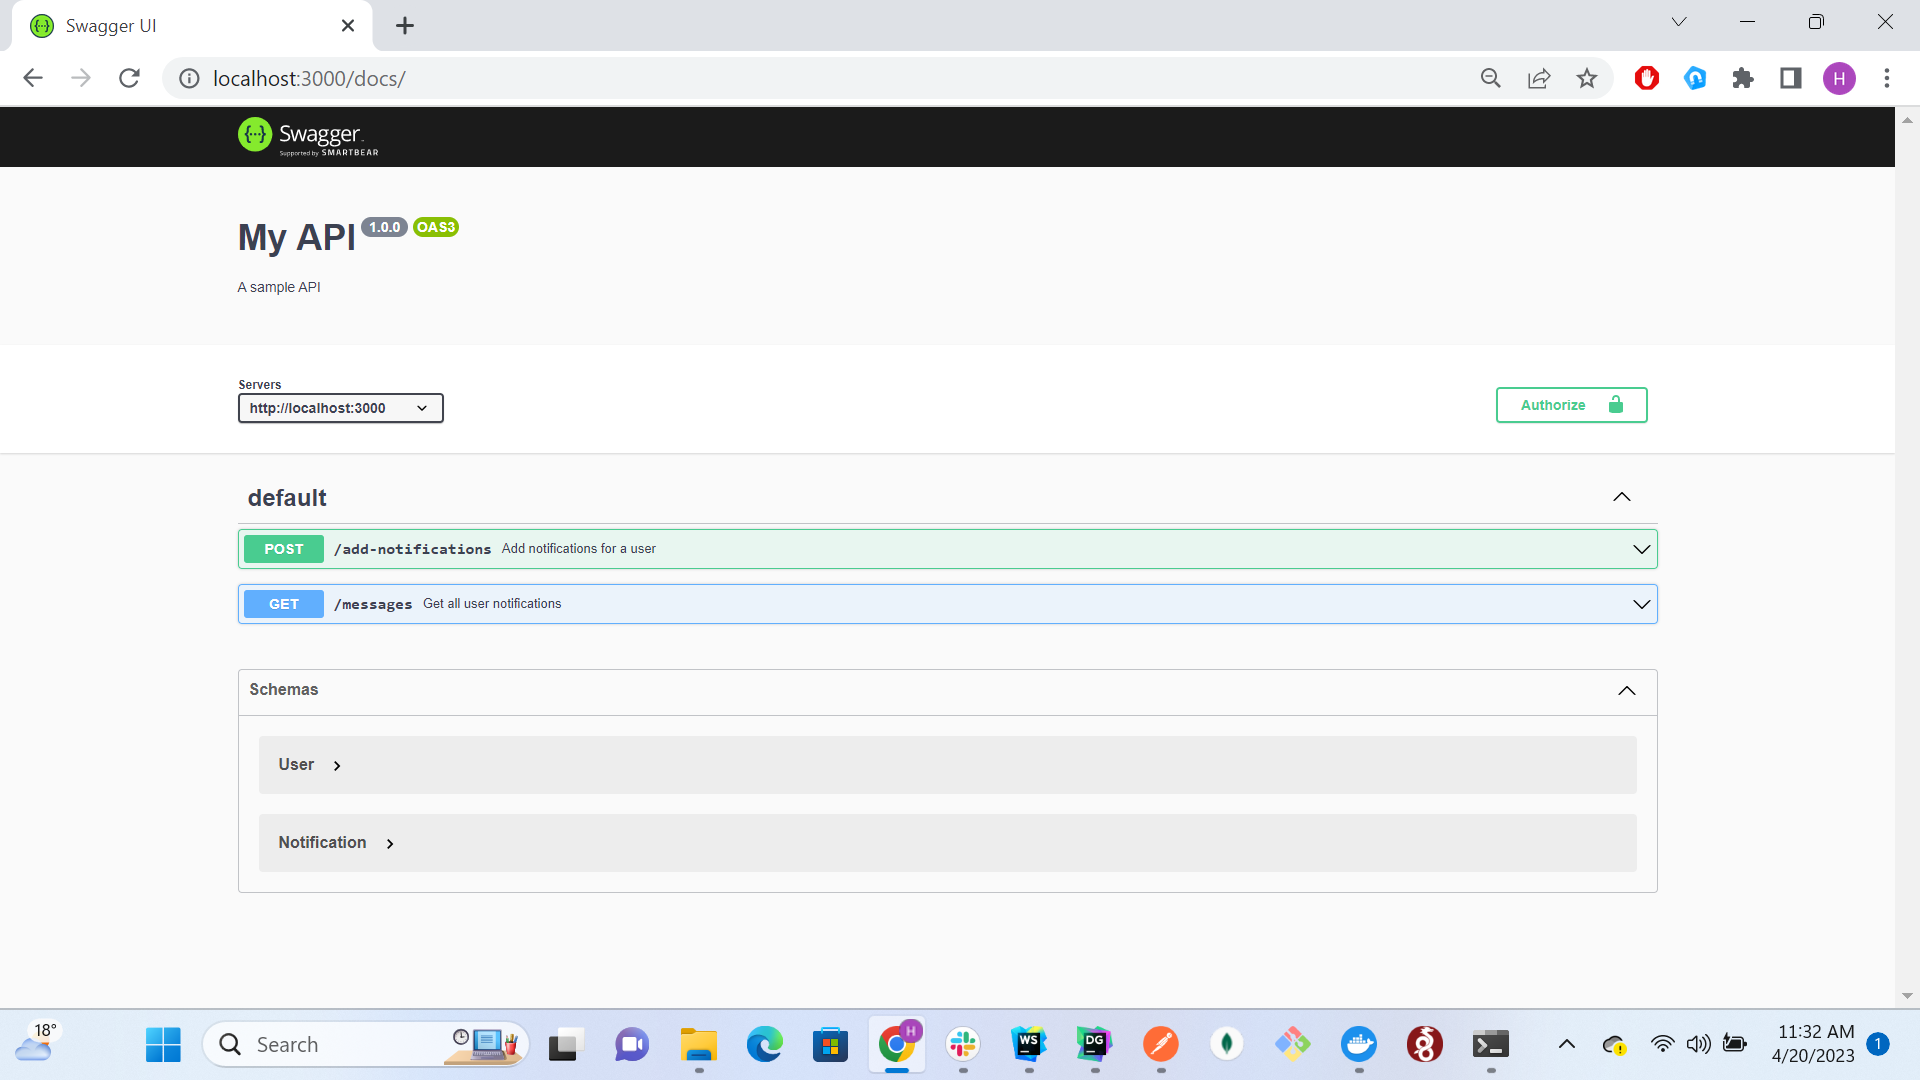 Swagger UI
localhost:3000/docs/
H
{···} Swagger
Supported by SMARTBEAR
My API 1.0.0 OAS3
A sample API
Servers
http://localhost:3000
Authorize
default
POST /add-notifications Add notifications for a user
GET /messages Get all user notifications
Schemas
User
Notification
18°
Search
H
WS
DG
11:32 AM
4/20/2023
1